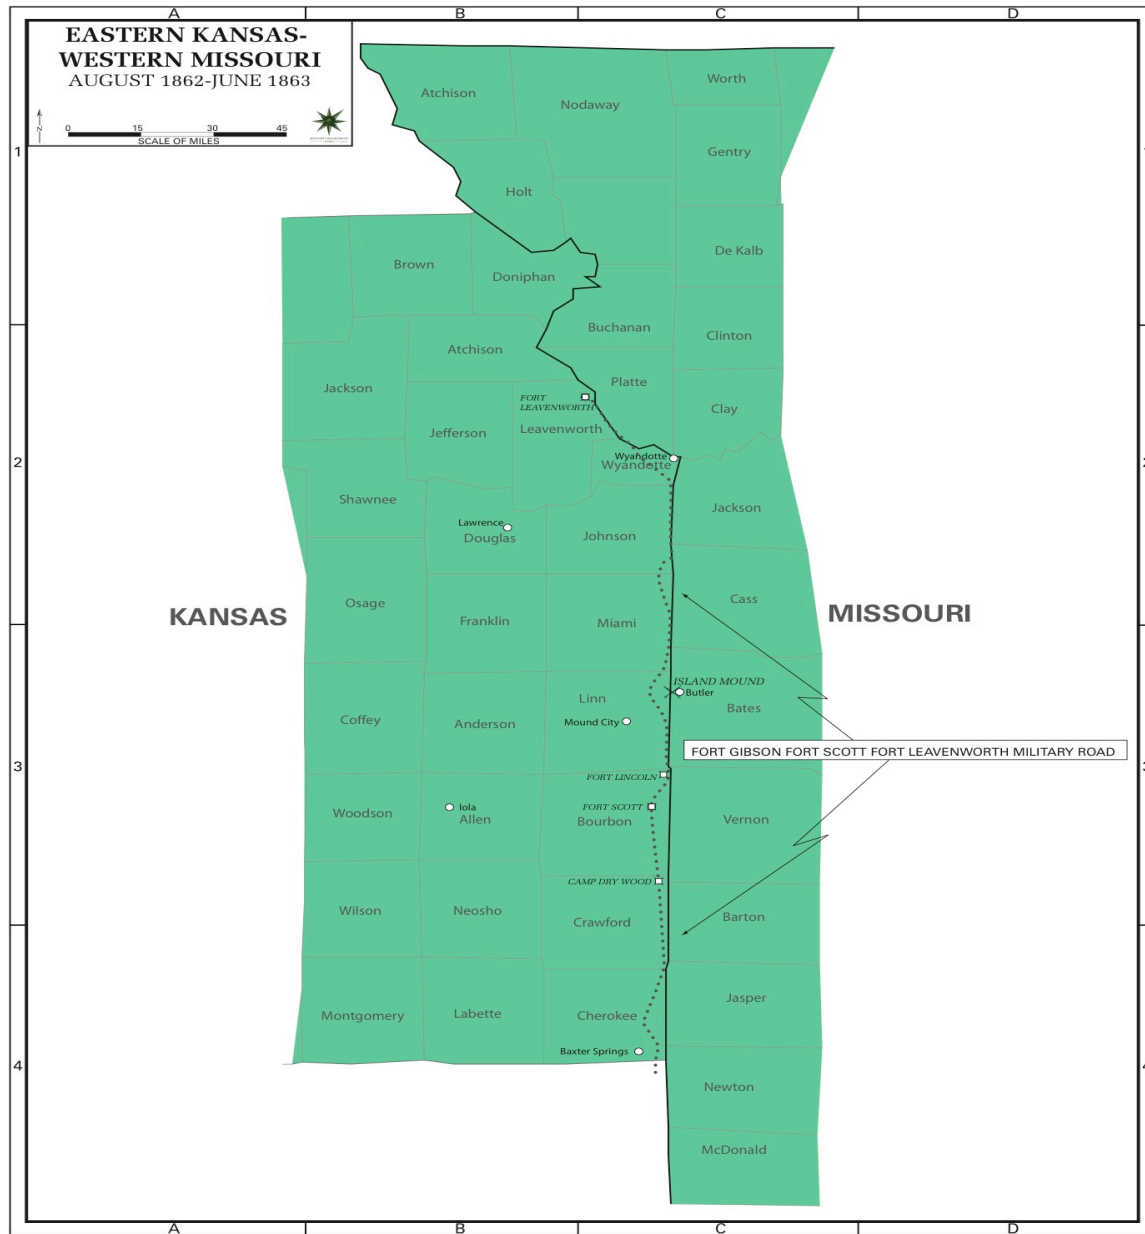 A B C D
EASTERN KANSAS-
WESTERN MISSOURI
AUGUST 1862-JUNE 1863
N
0 15 30 45
SCALE OF MILES
Atchison
Nodaway
Worth
1
Gentry
1
Holt
De Kalb
Brown
Doniphan
Buchanan
Clinton
Atchison
Jackson
Platte
FORT
LEAVENWORTH
Clay
Leavenworth
Jefferson
Wyandotte
Wyandotte
2
2
Shawnee
Jackson
Lawrence
Douglas
Johnson
Osage
Cass
KANSAS
MISSOURI
Franklin
Miami
ISLAND MOUND
Butler
Linn
Bates
Coffey
Anderson
Mound City
FORT GIBSON FORT SCOTT FORT LEAVENWORTH MILITARY ROAD
3
3
FORT LINCOLN
Iola
FORT SCOTT
Woodson
Allen
Bourbon
Vernon
CAMP DRY WOOD
Wilson
Neosho
Crawford
Barton
Jasper
Montgomery
Labette
Cherokee
Baxter Springs
4
4
Newton
McDonald
A B C D